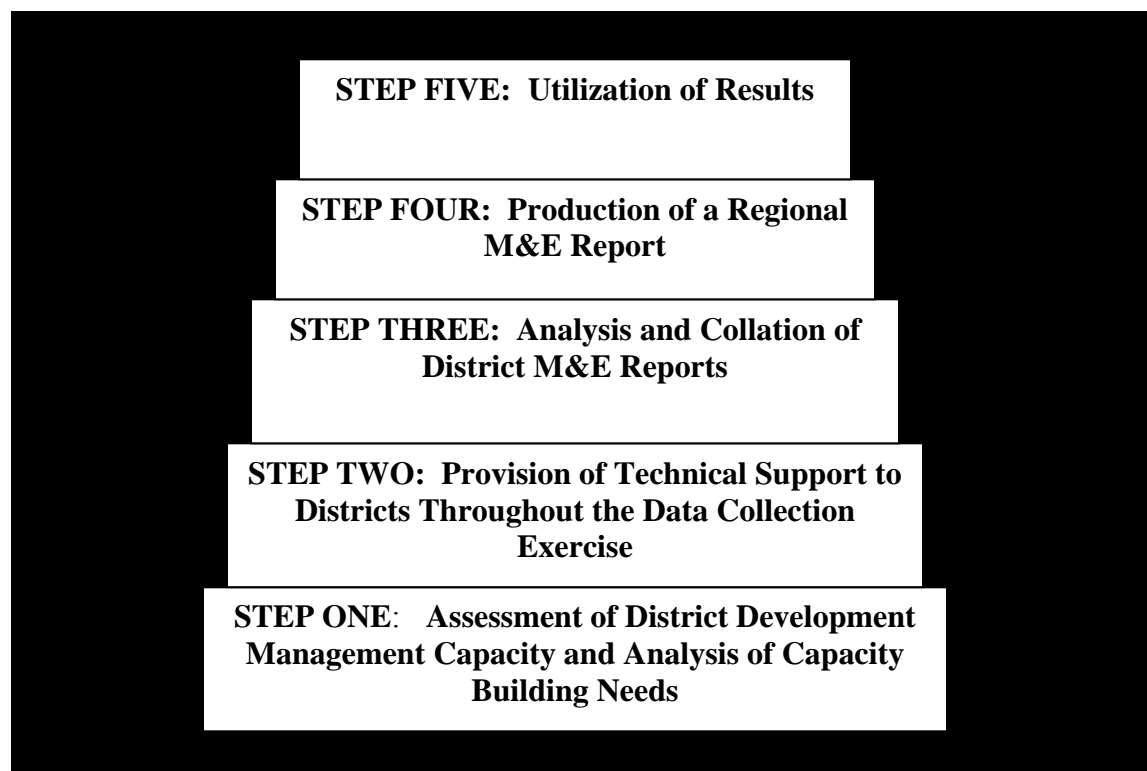 STEP FIVE:  Utilization of Results
STEP FOUR:  Production of a Regional
M&E Report
STEP THREE:  Analysis and Collation of
District M&E Reports
STEP TWO:  Provision of Technical Support to
Districts Throughout the Data Collection
Exercise
STEP ONE:   Assessment of District Development
Management Capacity and Analysis of Capacity
Building Needs